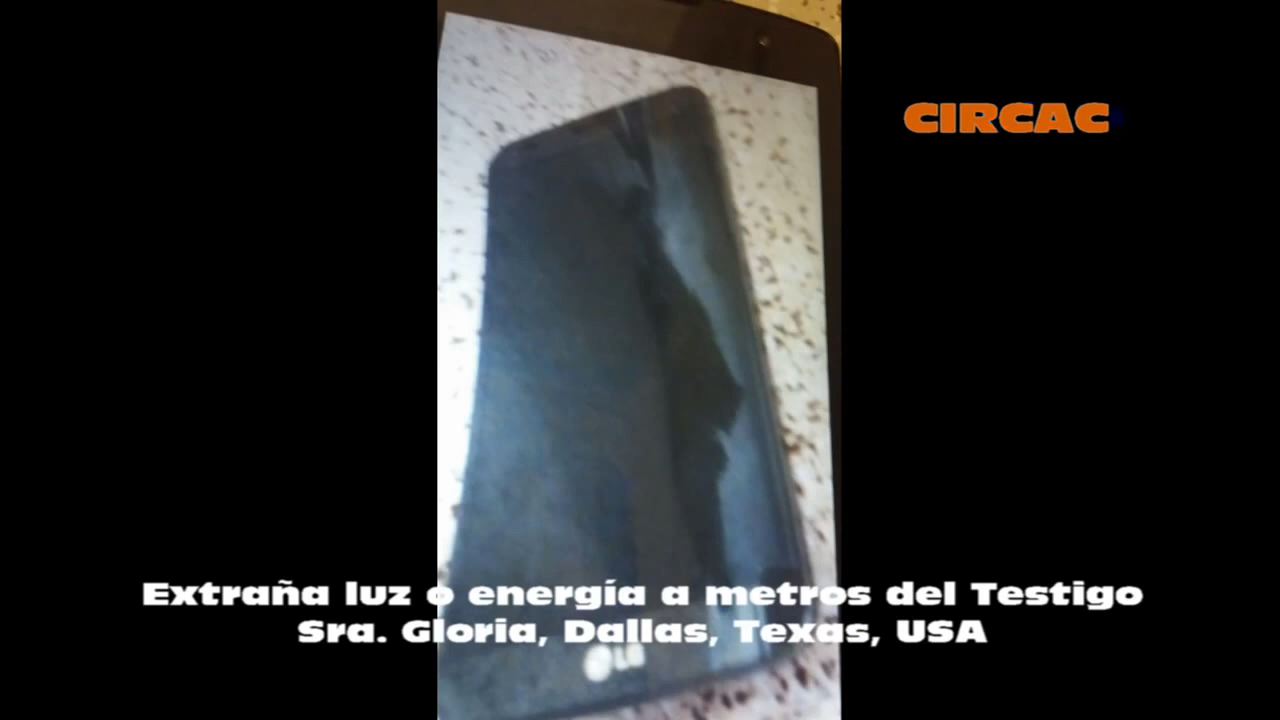 CIRCAC
Extraña luz o energía a metros del Testigo
Sra. Gloria, Dallas, Texas, USA
LG